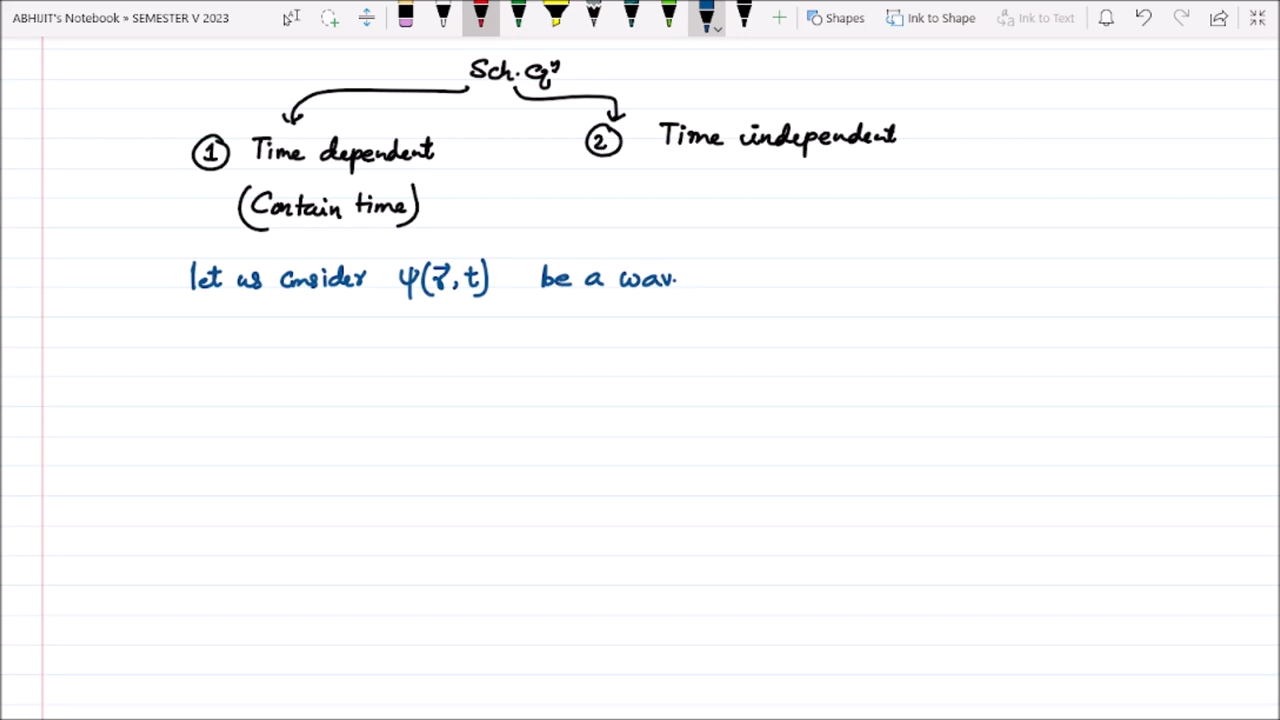 ABHIJIT's Notebook » SEMESTER V 2023
Shapes
Ink to Shape
Ink to Text
Sch. eqⁿ
① Time dependent
② Time independent
(Contain time)
let us consider ψ(r⃗, t) be a wav